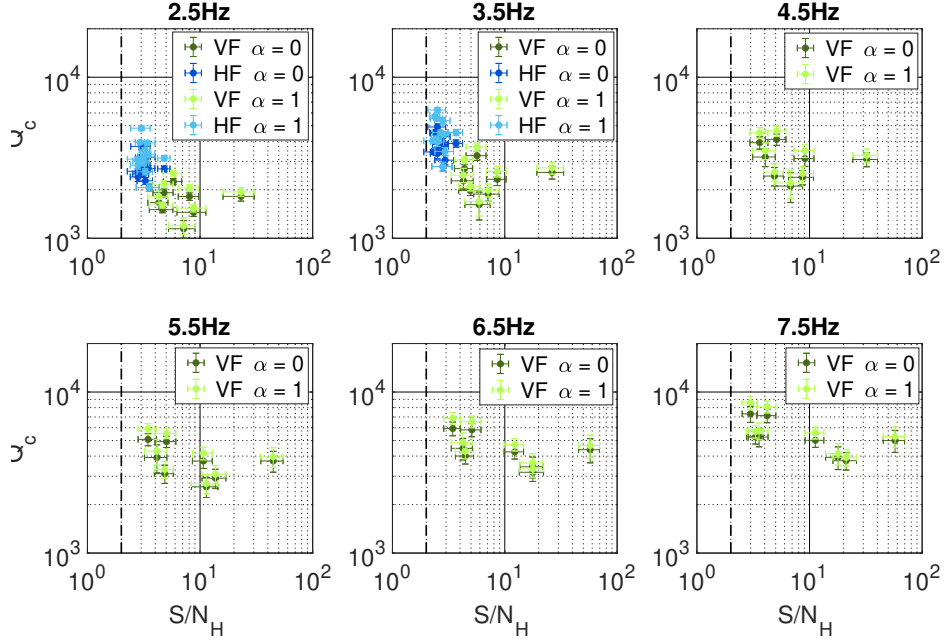 2.5Hz
3.5Hz
4.5Hz
VF α = 0
HF α = 0
VF α = 1
HF α = 1
VF α = 0
HF α = 0
VF α = 1
HF α = 1
VF α = 0
VF α = 1
Q_c
10^4
10^3
10^4
10^3
10^4
10^3
10^0
10^1
10^2
10^0
10^1
10^2
10^0
10^1
10^2
5.5Hz
6.5Hz
7.5Hz
VF α = 0
VF α = 1
VF α = 0
VF α = 1
VF α = 0
VF α = 1
Q_c
10^4
10^3
10^4
10^3
10^4
10^3
10^0
10^1
10^2
10^0
10^1
10^2
10^0
10^1
10^2
S/N_H
S/N_H
S/N_H